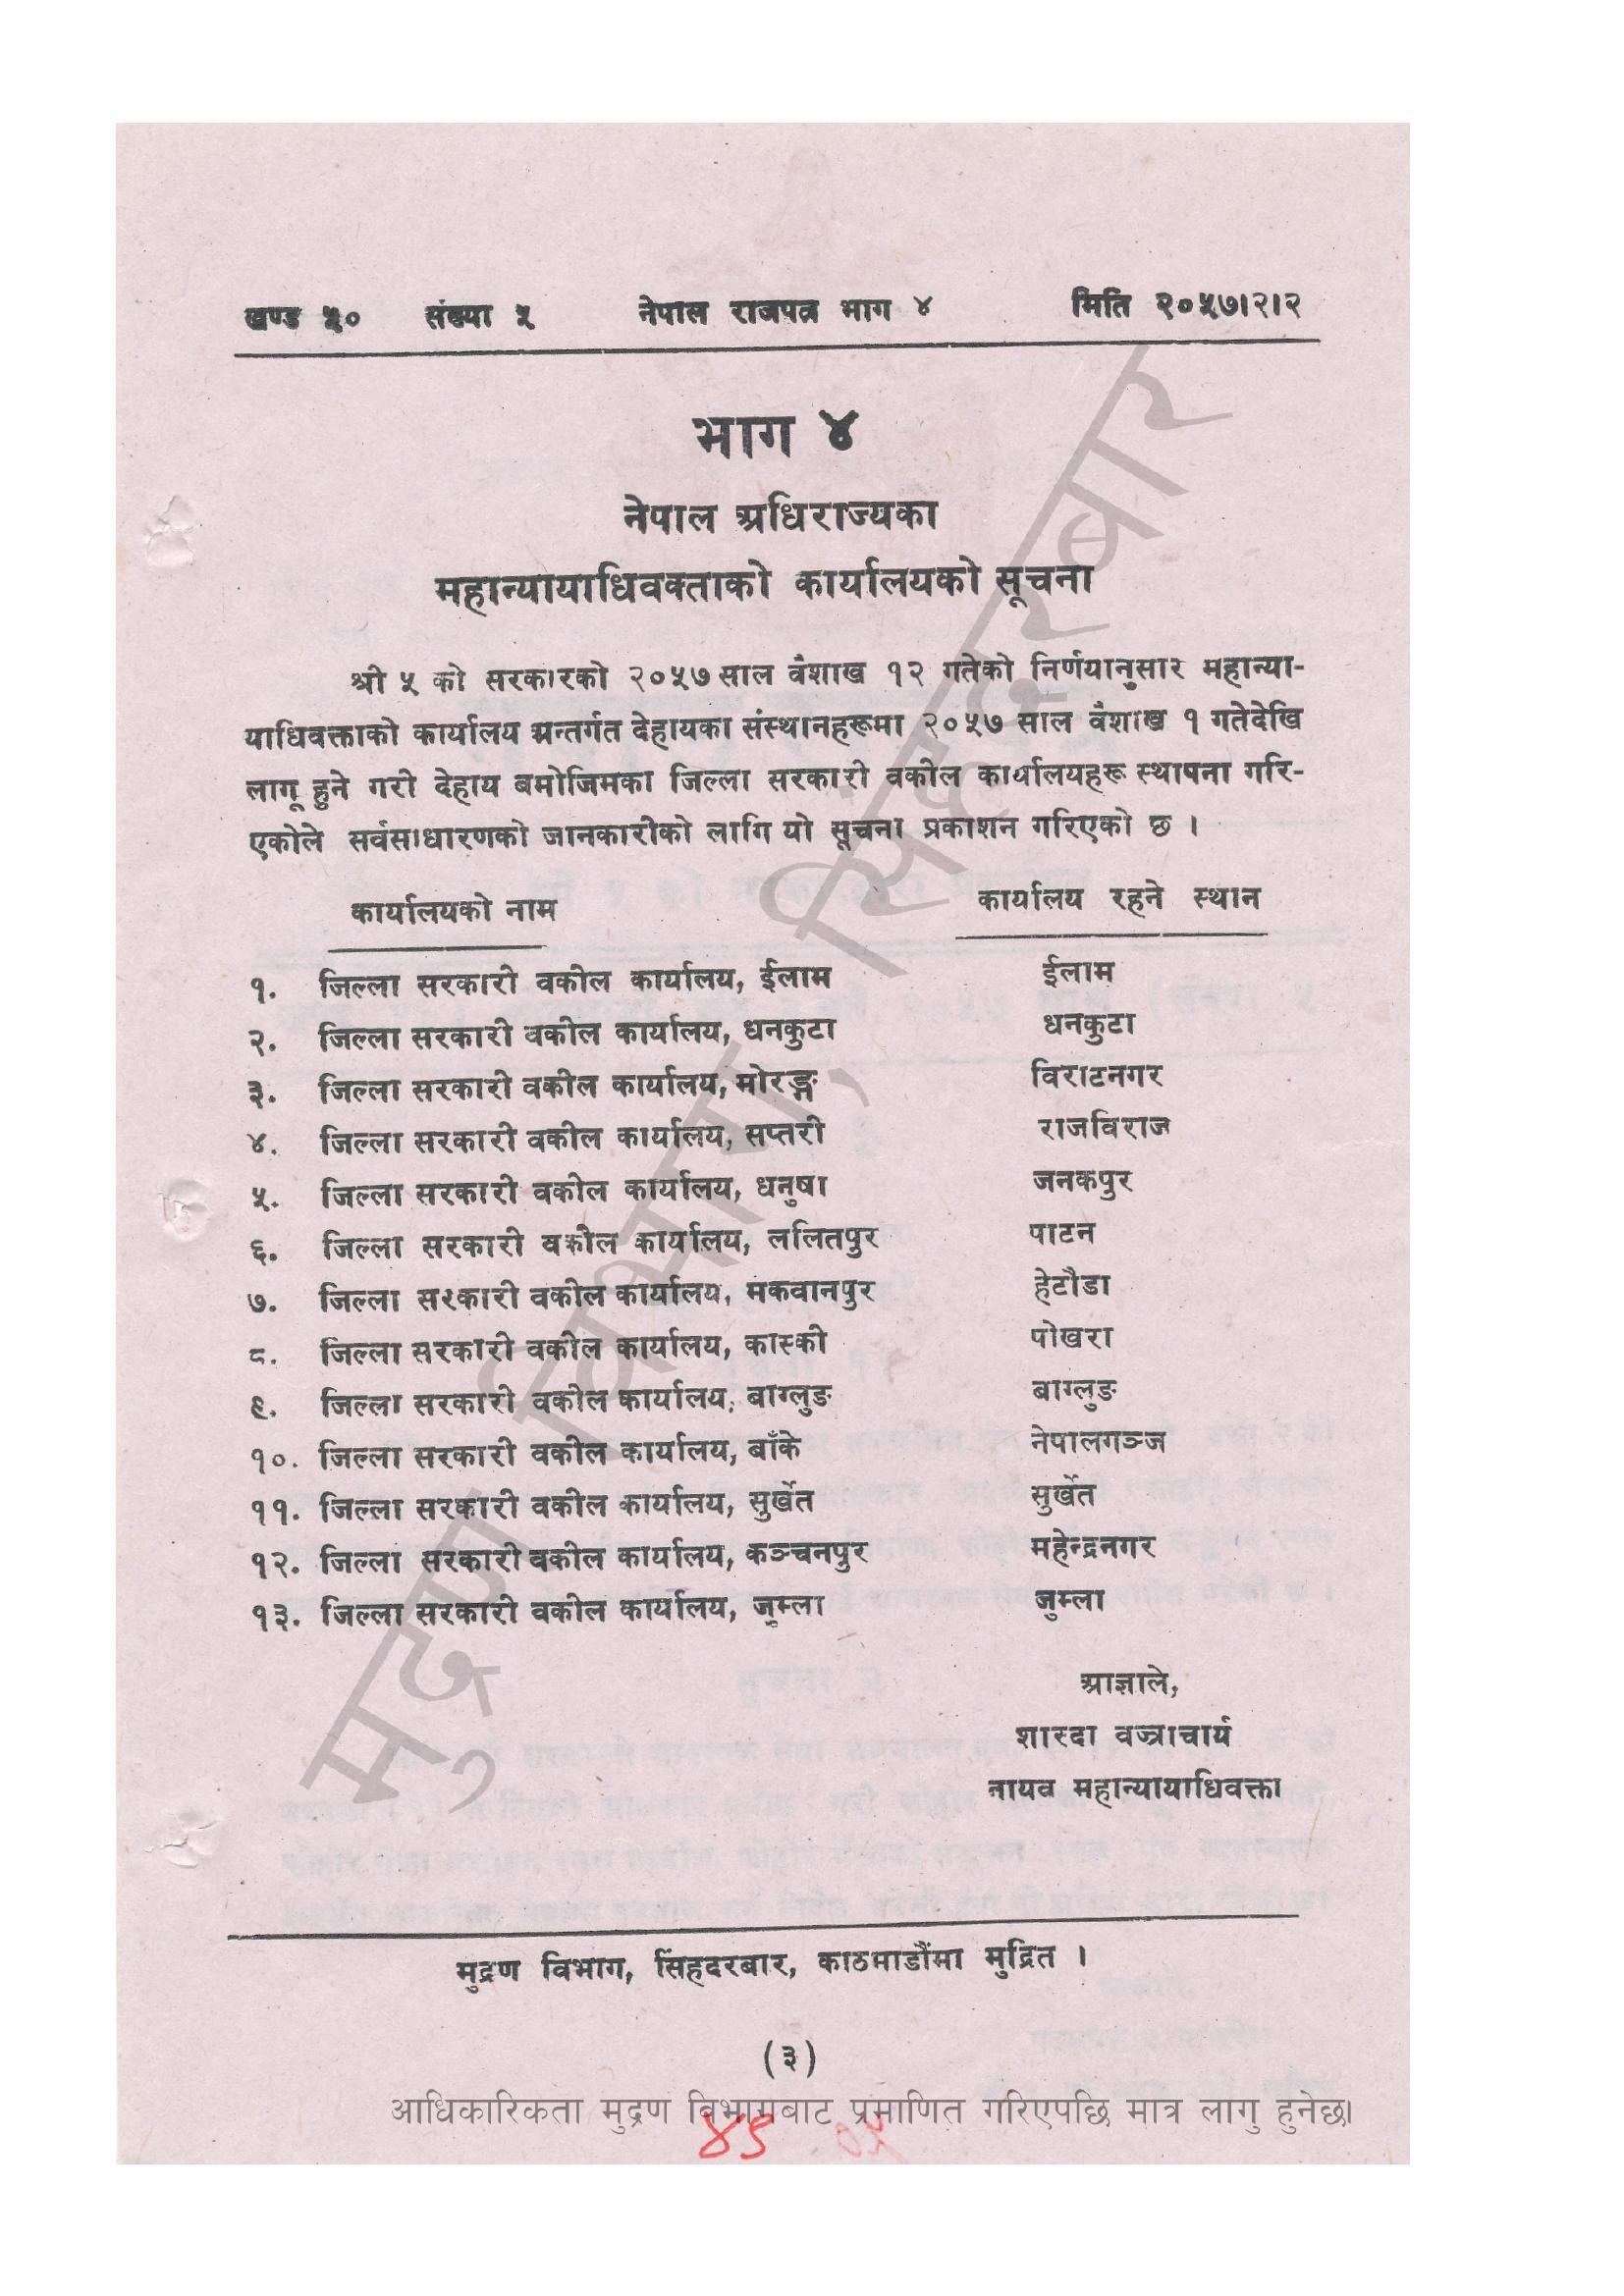 खण्ड ५० संख्या ५ नेपाल राजपत्र भाग ४ मिति २०५७।२।२
भाग ४
नेपाल अधिराज्यका
महान्यायाधिवक्ताको कार्यालयको सूचना
श्री ५ को सरकारको २०५७ साल वैशाख १२ गतेको निर्णयानुसार महान्या-
याधिवक्ताको कार्यालय अन्तर्गत देहायका संस्थानहरूमा २०५७ साल वैशाख १ गतेदेखि
लागू हुने गरी देहाय बमोजिमका जिल्ला सरकारी वकील कार्यालयहरू स्थापना गरि-
एकोले सर्वसाधारणको जानकारीको लागि यो सूचना प्रकाशन गरिएको छ ।
कार्यालयको नाम कार्यालय रहने स्थान
१. जिल्ला सरकारी वकील कार्यालय, ईलाम ईलाम
२. जिल्ला सरकारी वकील कार्यालय, धनकुटा धनकुटा
३. जिल्ला सरकारी वकील कार्यालय, मोरङ्ग विराटनगर
४. जिल्ला सरकारी वकील कार्यालय, सप्तरी राजविराज
५. जिल्ला सरकारी वकील कार्यालय, धनुषा जनकपुर
६. जिल्ला सरकारी वकील कार्यालय, ललितपुर पाटन
७. जिल्ला सरकारी वकील कार्यालय, मकवानपुर हेटौडा
८. जिल्ला सरकारी वकील कार्यालय, कास्की पोखरा
९. जिल्ला सरकारी वकील कार्यालय, बाग्लुङ बाग्लुङ
१०. जिल्ला सरकारी वकील कार्यालय, बाँके नेपालगञ्ज
११. जिल्ला सरकारी वकील कार्यालय, सुर्खेत सुर्खेत
१२. जिल्ला सरकारी वकील कार्यालय, कञ्चनपुर महेन्द्रनगर
१३. जिल्ला सरकारी वकील कार्यालय, जुम्ला जुम्ला
आज्ञाले,
शारदा वज्राचार्य
नायव महान्यायाधिवक्ता
मुद्रण विभाग, सिंहदरबार, काठमाडौंमा मुद्रित ।
(३)
आधिकारिकता मुद्रण विभागबाट प्रमाणित गरिएपछि मात्र लागु हुनेछ।
४९
मुद्रण विभाग, सिंहदरबार